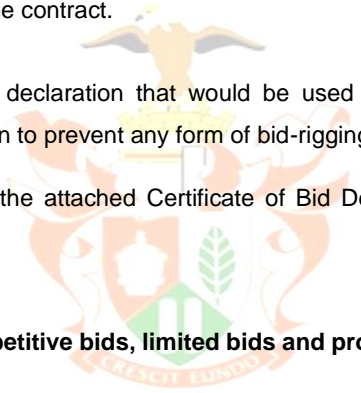 e contract.
declaration that would be used
n to prevent any form of bid-rigging
the attached Certificate of Bid De
petitive bids, limited bids and pro
CRESCIT EUNDO